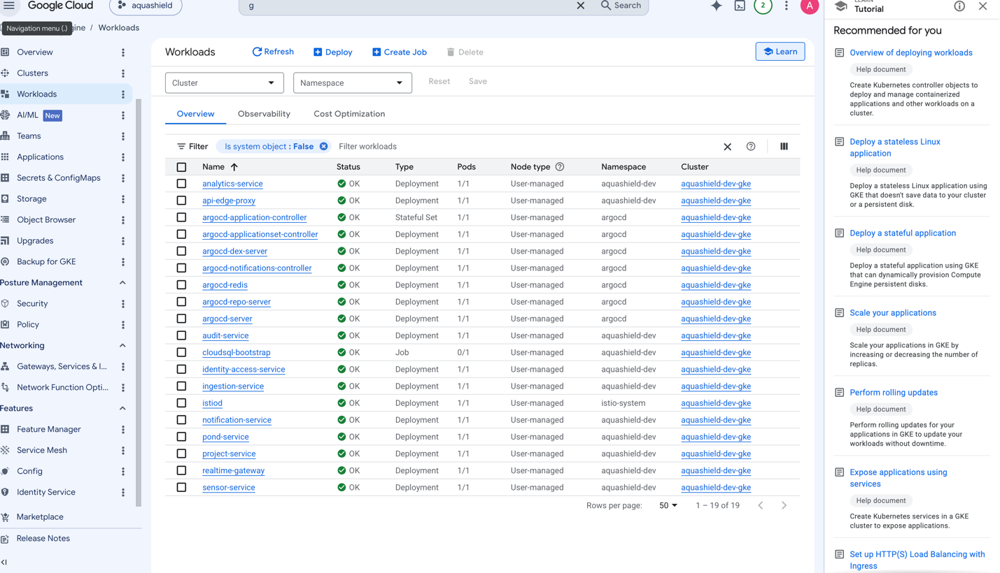 Google Cloud
aquashield
g
Search
2
A
LEARN
Tutorial
Navigation menu (.)
ine / Workloads
Overview
Clusters
Workloads
AI/ML New
Teams
Applications
Secrets & ConfigMaps
Storage
Object Browser
Upgrades
Backup for GKE
Posture Management
Security
Policy
Networking
Gateways, Services & I...
Network Function Opti...
Features
Feature Manager
Service Mesh
Config
Identity Service
Marketplace
Release Notes
Workloads
Refresh
Deploy
Create Job
Delete
Learn
Cluster
Namespace
Reset
Save
Overview
Observability
Cost Optimization
Filter
Is system object : False
Filter workloads
Name Status Type Pods Node type Namespace Cluster
analytics-service OK Deployment 1/1 User-managed aquashield-dev aquashield-dev-gke
api-edge-proxy OK Deployment 1/1 User-managed aquashield-dev aquashield-dev-gke
argocd-application-controller OK Stateful Set 1/1 User-managed argocd aquashield-dev-gke
argocd-applicationset-controller OK Deployment 1/1 User-managed argocd aquashield-dev-gke
argocd-dex-server OK Deployment 1/1 User-managed argocd aquashield-dev-gke
argocd-notifications-controller OK Deployment 1/1 User-managed argocd aquashield-dev-gke
argocd-redis OK Deployment 1/1 User-managed argocd aquashield-dev-gke
argocd-repo-server OK Deployment 1/1 User-managed argocd aquashield-dev-gke
argocd-server OK Deployment 1/1 User-managed argocd aquashield-dev-gke
audit-service OK Deployment 1/1 User-managed aquashield-dev aquashield-dev-gke
cloudsql-bootstrap OK Job 0/1 User-managed aquashield-dev aquashield-dev-gke
identity-access-service OK Deployment 1/1 User-managed aquashield-dev aquashield-dev-gke
ingestion-service OK Deployment 1/1 User-managed aquashield-dev aquashield-dev-gke
istiod OK Deployment 1/1 User-managed istio-system aquashield-dev-gke
notification-service OK Deployment 1/1 User-managed aquashield-dev aquashield-dev-gke
pond-service OK Deployment 1/1 User-managed aquashield-dev aquashield-dev-gke
project-service OK Deployment 1/1 User-managed aquashield-dev aquashield-dev-gke
realtime-gateway OK Deployment 1/1 User-managed aquashield-dev aquashield-dev-gke
sensor-service OK Deployment 1/1 User-managed aquashield-dev aquashield-dev-gke
Rows per page: 50 1 – 19 of 19
Recommended for you
Overview of deploying workloads
Help document
Create Kubernetes controller objects to
deploy and manage containerized
applications and other workloads on a
cluster.
Deploy a stateless Linux
application
Help document
Deploy a stateless Linux application using
GKE that doesn't save data to your cluster
or a persistent disk.
Deploy a stateful application
Help document
Deploy a stateful application using GKE
that can dynamically provision Compute
Engine persistent disks.
Scale your applications
Help document
Scale your applications in GKE by
increasing or decreasing the number of
replicas.
Perform rolling updates
Help document
Perform rolling updates for your
applications in GKE to update your
workloads without downtime.
Expose applications using
services
Help document
Create Kubernetes services in a GKE
cluster to expose applications.
Set up HTTP(S) Load Balancing with
Ingress